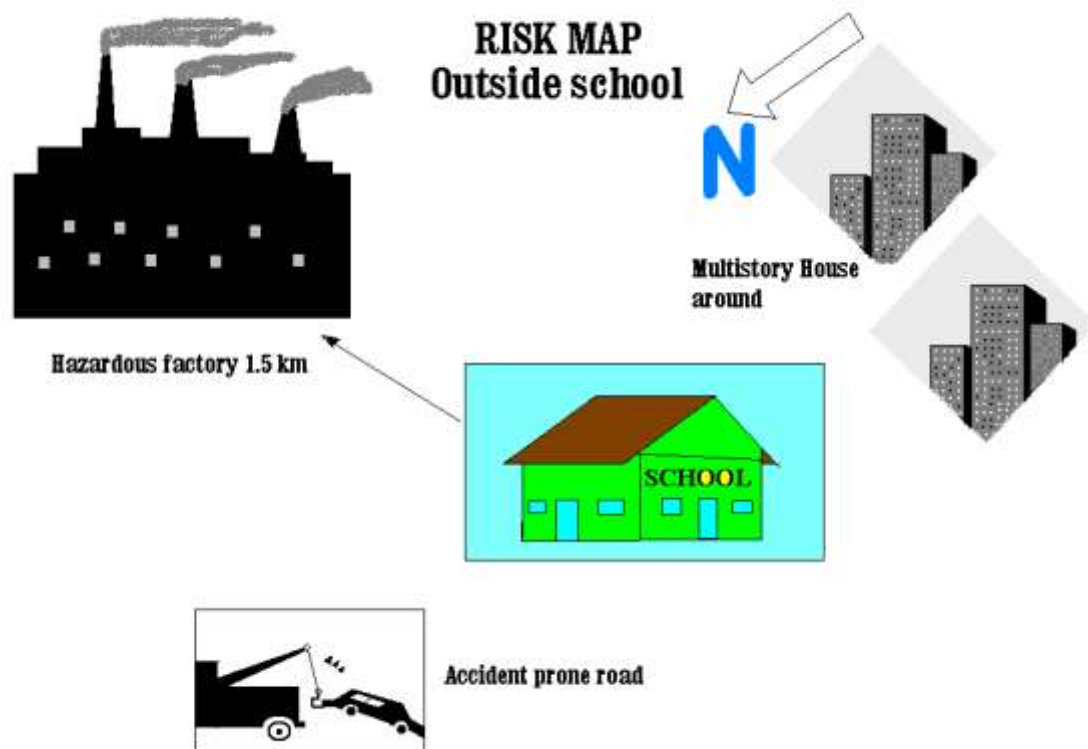 RISK MAP
Outside school
N
Multistory House
around
Hazardous factory 1.5 km
SCHOOL
Accident prone road